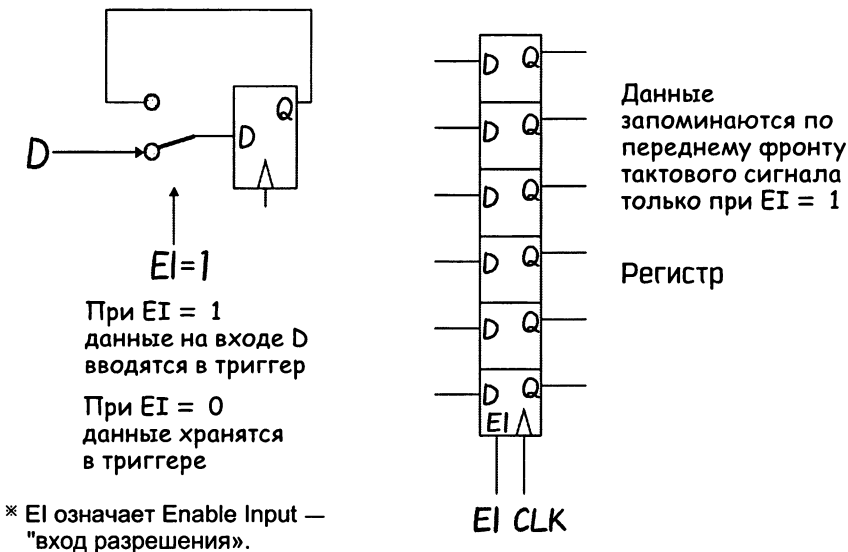 Q
D
D
EI=1
При EI = 1
данные на входе D
вводятся в триггер
При EI = 0
данные хранятся
в триггере
※ EI означает Enable Input —
"вход разрешения».
D Q
D Q
D Q
D Q
D Q
D Q
EI
EI CLK
Данные
запоминаются по
переднему фронту
тактового сигнала
только при EI = 1
Регистр